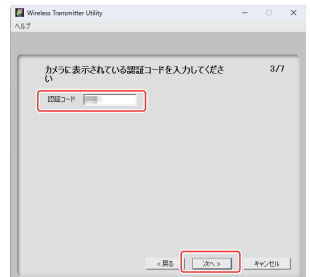 Wireless Transmitter Utility
ヘルプ
カメラに表示されている認証コードを入力してくださ
い
3/7
認証コード
< 戻る
次へ >
キャンセル